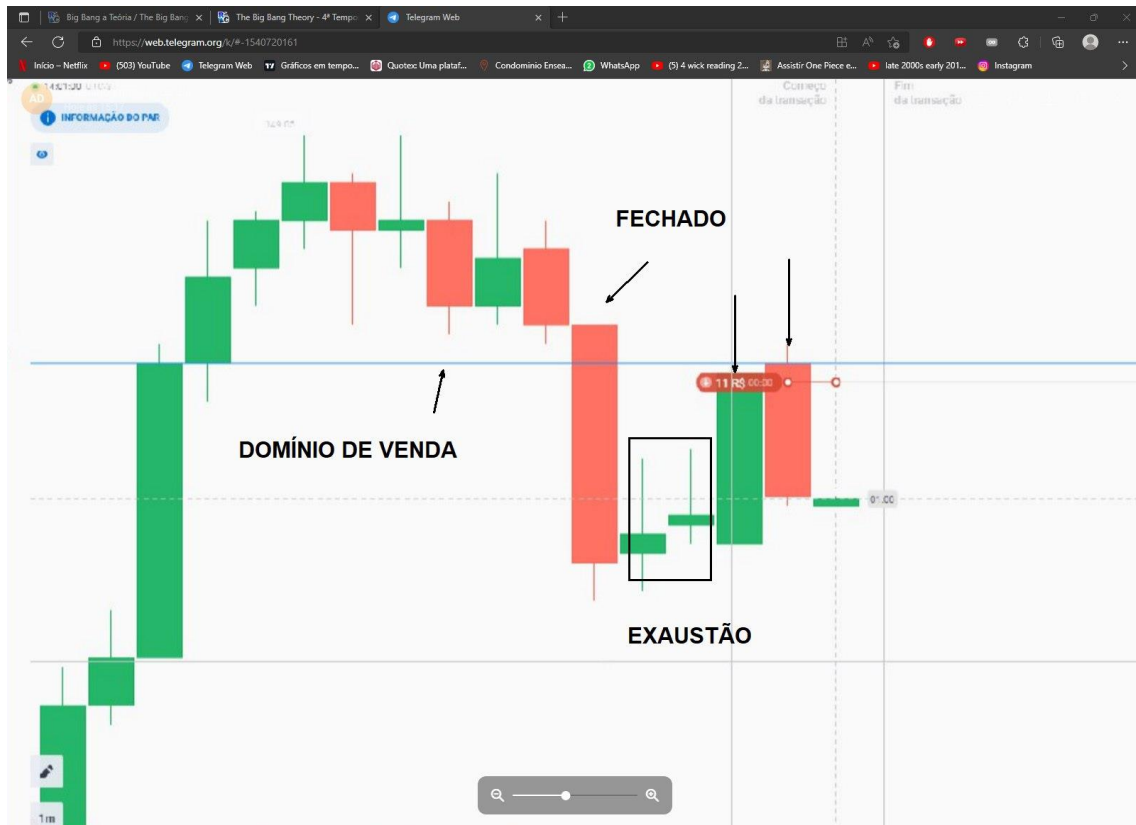 Big Bang a Teória / The Big Bang
The Big Bang Theory - 4ª Tempo
Telegram Web
https://web.telegram.org/k/#-1540720161
Início – Netflix
(503) YouTube
Telegram Web
Gráficos em tempo...
Quotex: Uma plataf...
Condominio Ensea...
WhatsApp
(5) 4 wick reading 2...
Assistir One Piece e...
late 2000s early 201...
Instagram
AD
INFORMAÇÃO DO PAR
Começo
da transação
Fim
da transação
FECHADO
11 R$ 00:00
DOMÍNIO DE VENDA
EXAUSTÃO
1m